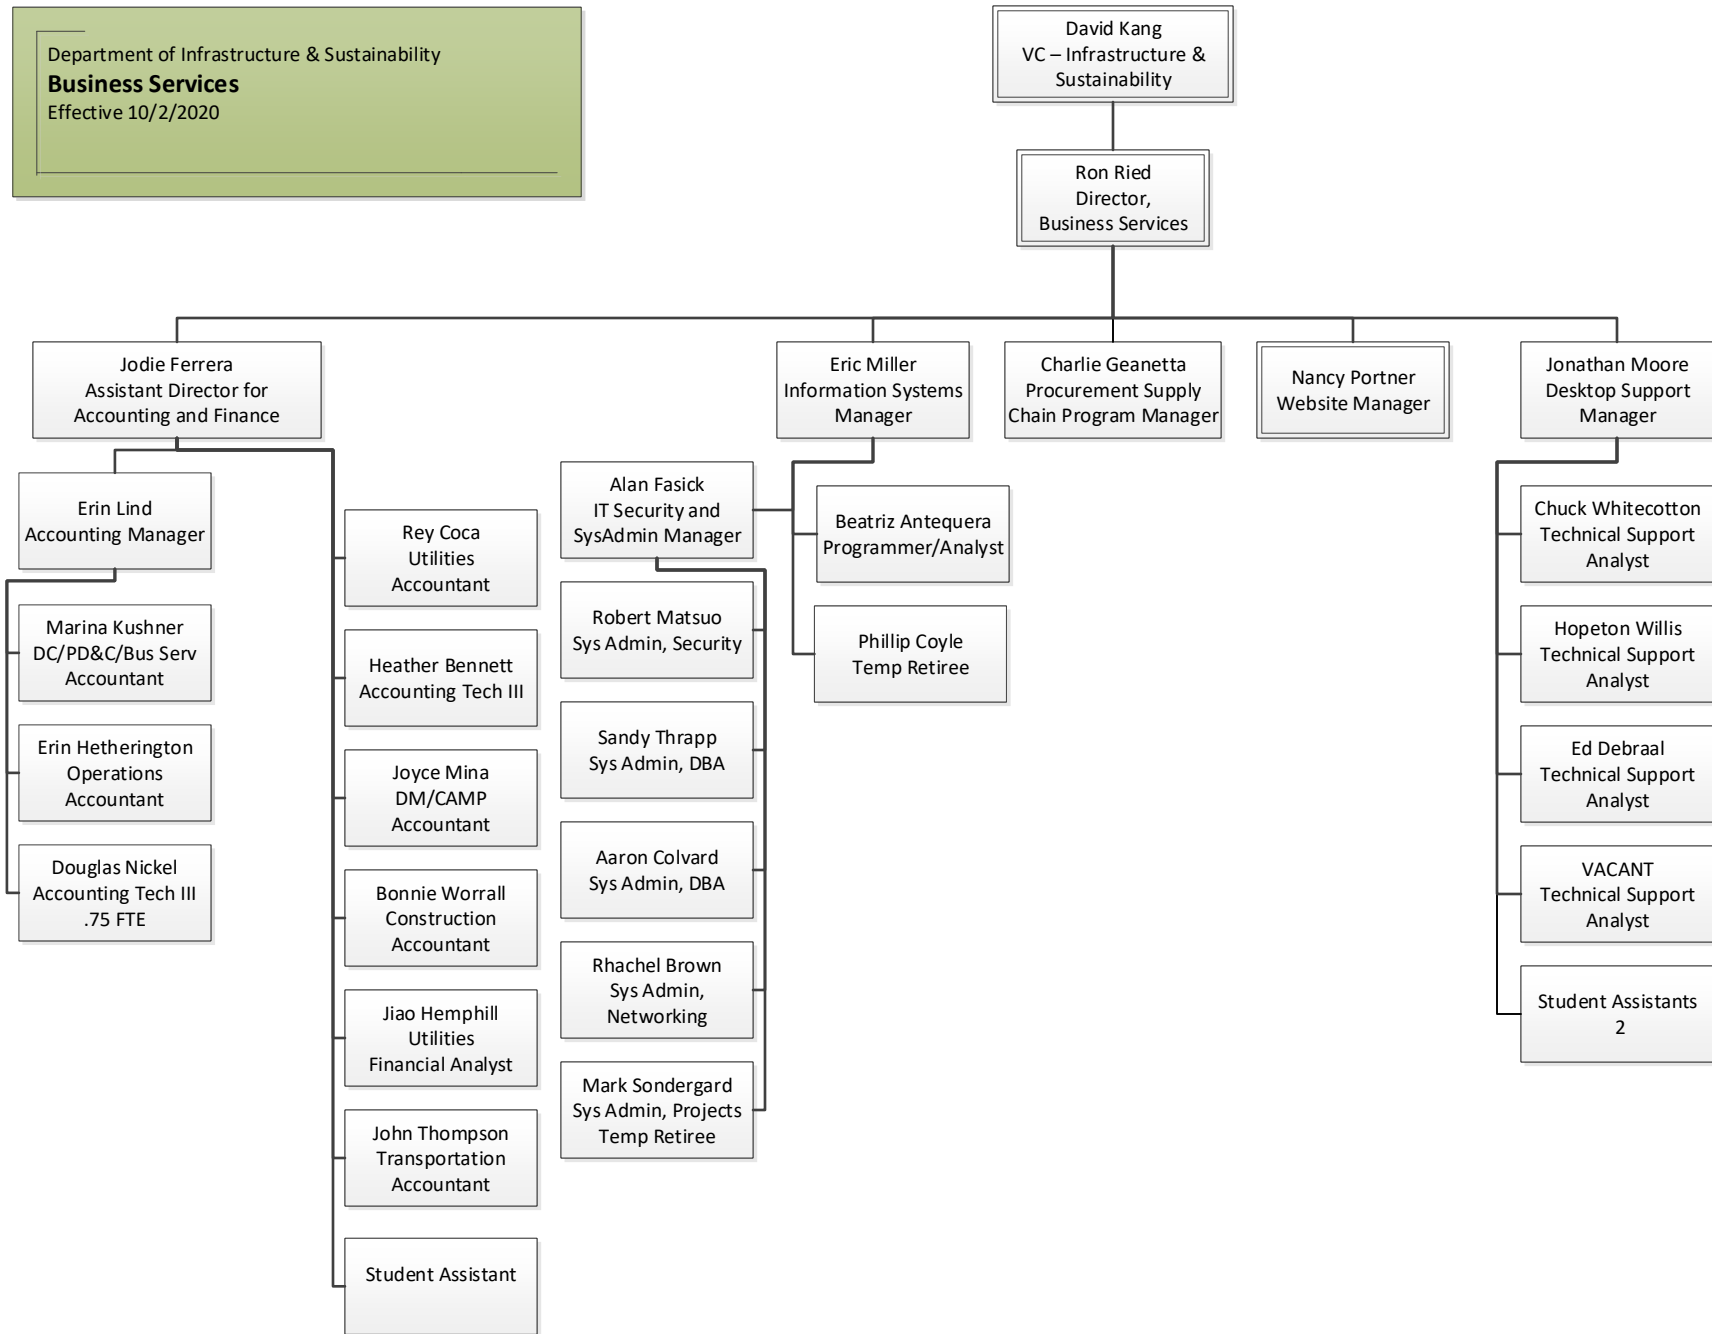 Department of Infrastructure & Sustainability
Business Services
Effective 10/2/2020
David Kang
VC – Infrastructure &
Sustainability
Ron Ried
Director,
Business Services
Jodie Ferrera
Assistant Director for
Accounting and Finance
Eric Miller
Information Systems
Manager
Charlie Geanetta
Procurement Supply
Chain Program Manager
Nancy Portner
Website Manager
Jonathan Moore
Desktop Support
Manager
Erin Lind
Accounting Manager
Marina Kushner
DC/PD&C/Bus Serv
Accountant
Erin Hetherington
Operations
Accountant
Douglas Nickel
Accounting Tech III
.75 FTE
Rey Coca
Utilities
Accountant
Heather Bennett
Accounting Tech III
Joyce Mina
DM/CAMP
Accountant
Bonnie Worrall
Construction
Accountant
Jiao Hemphill
Utilities
Financial Analyst
John Thompson
Transportation
Accountant
Student Assistant
Alan Fasick
IT Security and
SysAdmin Manager
Robert Matsuo
Sys Admin, Security
Sandy Thrapp
Sys Admin, DBA
Aaron Colvard
Sys Admin, DBA
Rhachel Brown
Sys Admin,
Networking
Mark Sondergard
Sys Admin, Projects
Temp Retiree
Beatriz Antequera
Programmer/Analyst
Phillip Coyle
Temp Retiree
Chuck Whitecotton
Technical Support
Analyst
Hopeton Willis
Technical Support
Analyst
Ed Debraal
Technical Support
Analyst
VACANT
Technical Support
Analyst
Student Assistants
2